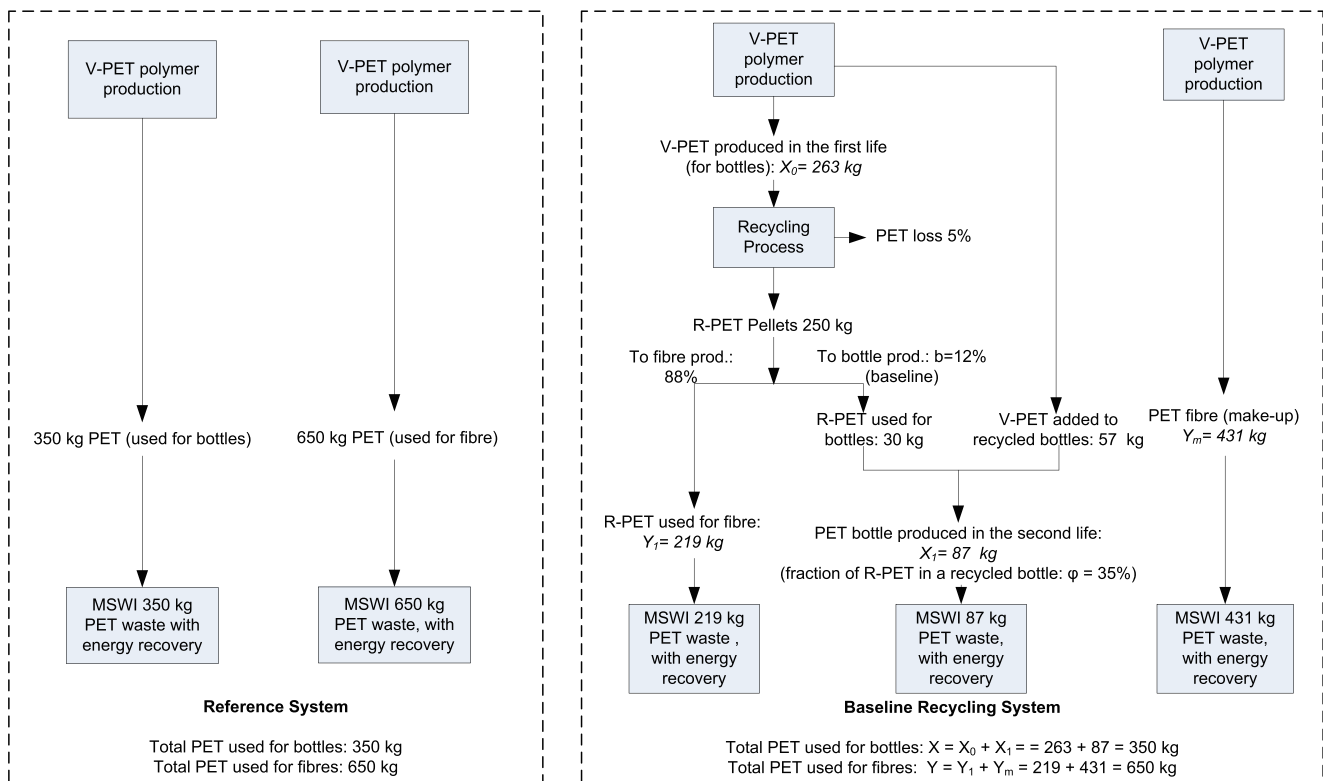 V-PET polymer
production
V-PET polymer
production
350 kg PET (used for bottles)
650 kg PET (used for fibre)
MSWI 350 kg
PET waste with
energy recovery
MSWI 650 kg
PET waste, with
energy recovery
Reference System
Total PET used for bottles: 350 kg
Total PET used for fibres: 650 kg
V-PET
polymer
production
V-PET
polymer
production
V-PET produced in the first life
(for bottles): X₀= 263 kg
Recycling
Process
PET loss 5%
R-PET Pellets 250 kg
To fibre prod.:
88%
To bottle prod.: b=12%
(baseline)
R-PET used for
bottles: 30 kg
V-PET added to
recycled bottles: 57 kg
PET fibre (make-up)
Yₘ= 431 kg
R-PET used for fibre:
Y₁= 219 kg
PET bottle produced in the second life:
X₁= 87 kg
(fraction of R-PET in a recycled bottle: φ = 35%)
MSWI 219 kg
PET waste ,
with energy
recovery
MSWI 87 kg
PET waste,
with energy
recovery
MSWI 431 kg
PET waste,
with energy
recovery
Baseline Recycling System
Total PET used for bottles: X = X₀ + X₁ = = 263 + 87 = 350 kg
Total PET used for fibres: Y = Y₁ + Yₘ = 219 + 431 = 650 kg